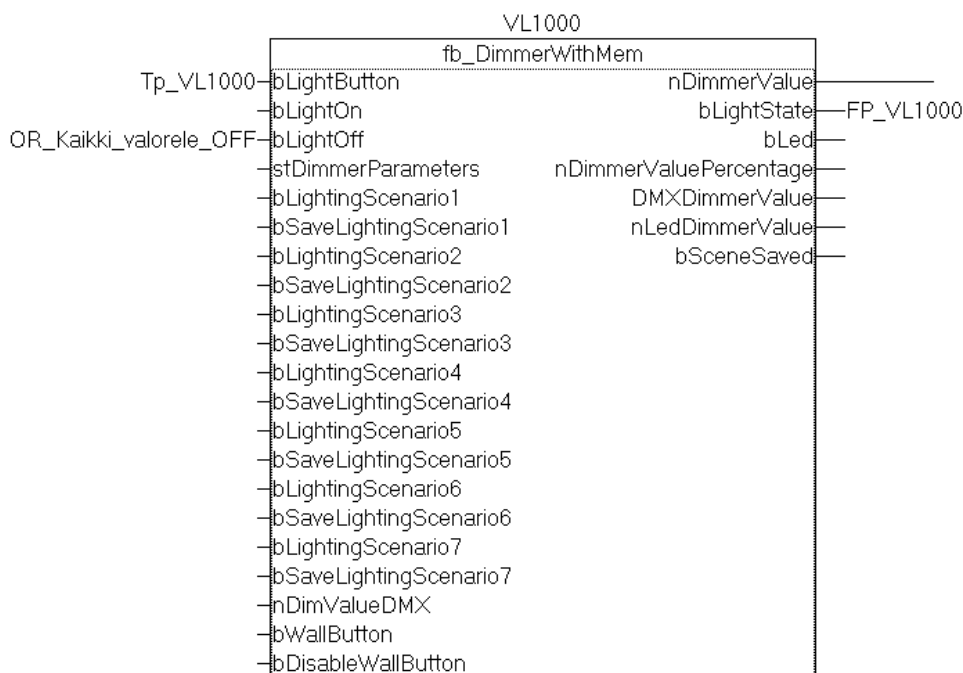 VL1000
fb_DimmerWithMem
Tp_VL1000 bLightButton nDimmerValue
bLightOn bLightState FP_VL1000
OR_Kaikki_valorele_OFF bLightOff bLed
stDimmerParameters nDimmerValuePercentage
bLightingScenario1 DMXDimmerValue
bSaveLightingScenario1 nLedDimmerValue
bLightingScenario2 bSceneSaved
bSaveLightingScenario2
bLightingScenario3
bSaveLightingScenario3
bLightingScenario4
bSaveLightingScenario4
bLightingScenario5
bSaveLightingScenario5
bLightingScenario6
bSaveLightingScenario6
bLightingScenario7
bSaveLightingScenario7
nDimValueDMX
bWallButton
bDisableWallButton